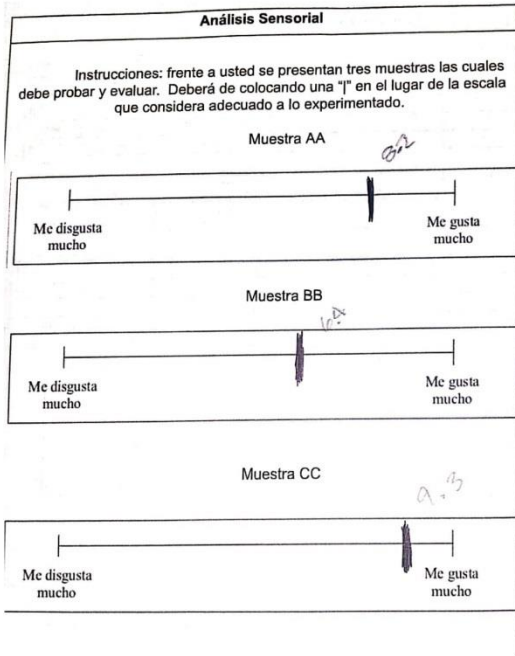 Análisis Sensorial
Instrucciones: frente a usted se presentan tres muestras las cuales
debe probar y evaluar. Deberá de colocando una "|" en el lugar de la escala
que considera adecuado a lo experimentado.
Muestra AA
8.2
Me disgusta
mucho
Me gusta
mucho
Muestra BB
Me disgusta
mucho
Me gusta
mucho
Muestra CC
9.3
Me disgusta
mucho
Me gusta
mucho